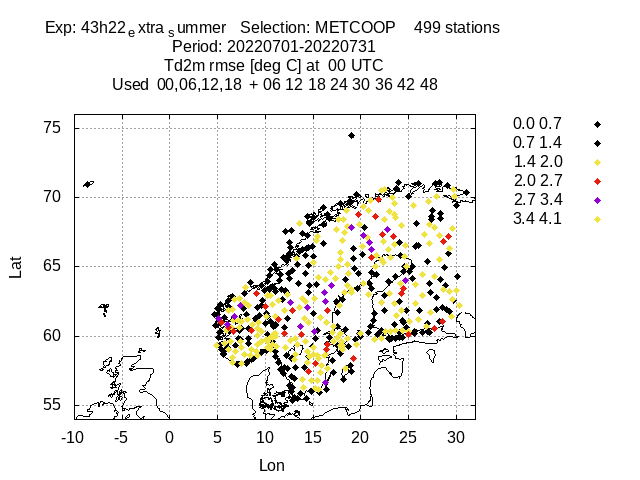 Exp: 43h22extrasummer Selection: METCOOP 499 stations
Period: 20220701-20220731
Td2m rmse [deg C] at 00 UTC
Used 00,06,12,18 + 06 12 18 24 30 36 42 48
0.0 0.7
0.7 1.4
1.4 2.0
2.0 2.7
2.7 3.4
3.4 4.1
75
70
65
60
55
Lat
-10 -5 0 5 10 15 20 25 30
Lon